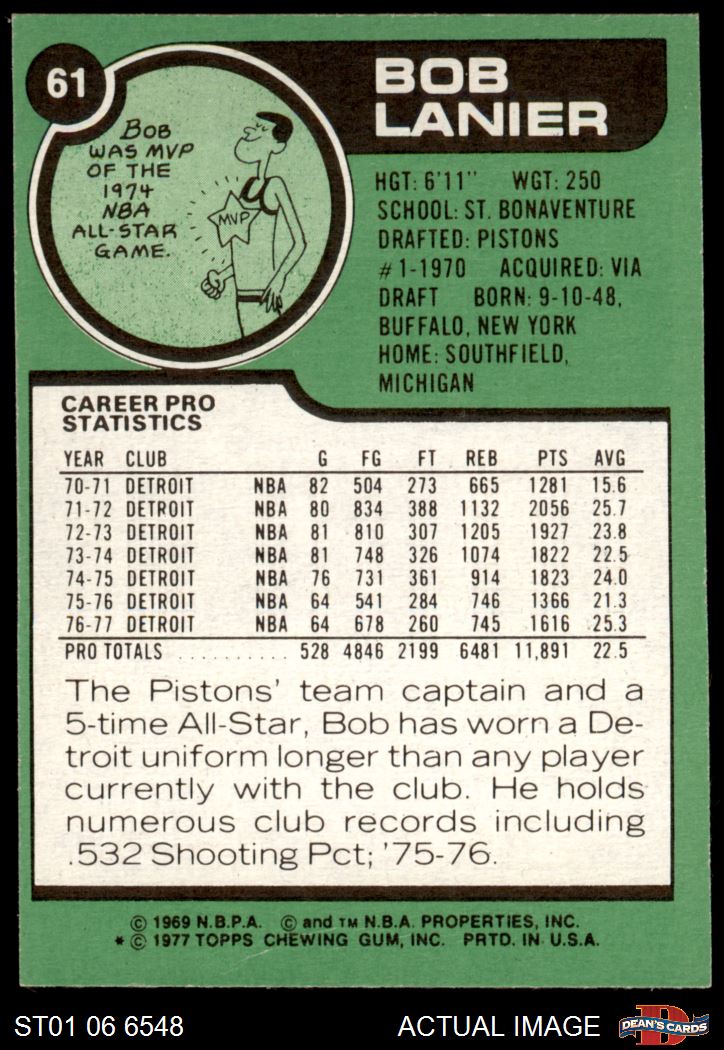 61
BOB
LANIER
BOB
WAS MVP
OF THE
1974
NBA
ALL-STAR
GAME.
MVP
HGT: 6'11" WGT: 250
SCHOOL: ST. BONAVENTURE
DRAFTED: PISTONS
#1-1970 ACQUIRED: VIA
DRAFT BORN: 9-10-48,
BUFFALO, NEW YORK
HOME: SOUTHFIELD,
MICHIGAN
CAREER PRO
STATISTICS
YEAR CLUB G FG FT REB PTS AVG
70-71 DETROIT NBA 82 504 273 665 1281 15.6
71-72 DETROIT NBA 80 834 388 1132 2056 25.7
72-73 DETROIT NBA 81 810 307 1205 1927 23.8
73-74 DETROIT NBA 81 748 326 1074 1822 22.5
74-75 DETROIT NBA 76 731 361 914 1823 24.0
75-76 DETROIT NBA 64 541 284 746 1366 21.3
76-77 DETROIT NBA 64 678 260 745 1616 25.3
PRO TOTALS .......... 528 4846 2199 6481 11,891 22.5
The Pistons' team captain and a
5-time All-Star, Bob has worn a De-
troit uniform longer than any player
currently with the club. He holds
numerous club records including
.532 Shooting Pct; '75-76.
© 1969 N.B.P.A. © and TM N.B.A. PROPERTIES, INC.
* © 1977 TOPPS CHEWING GUM, INC. PRTD. IN U.S.A.
ST01 06 6548 ACTUAL IMAGE
D
DEAN'S CARDS